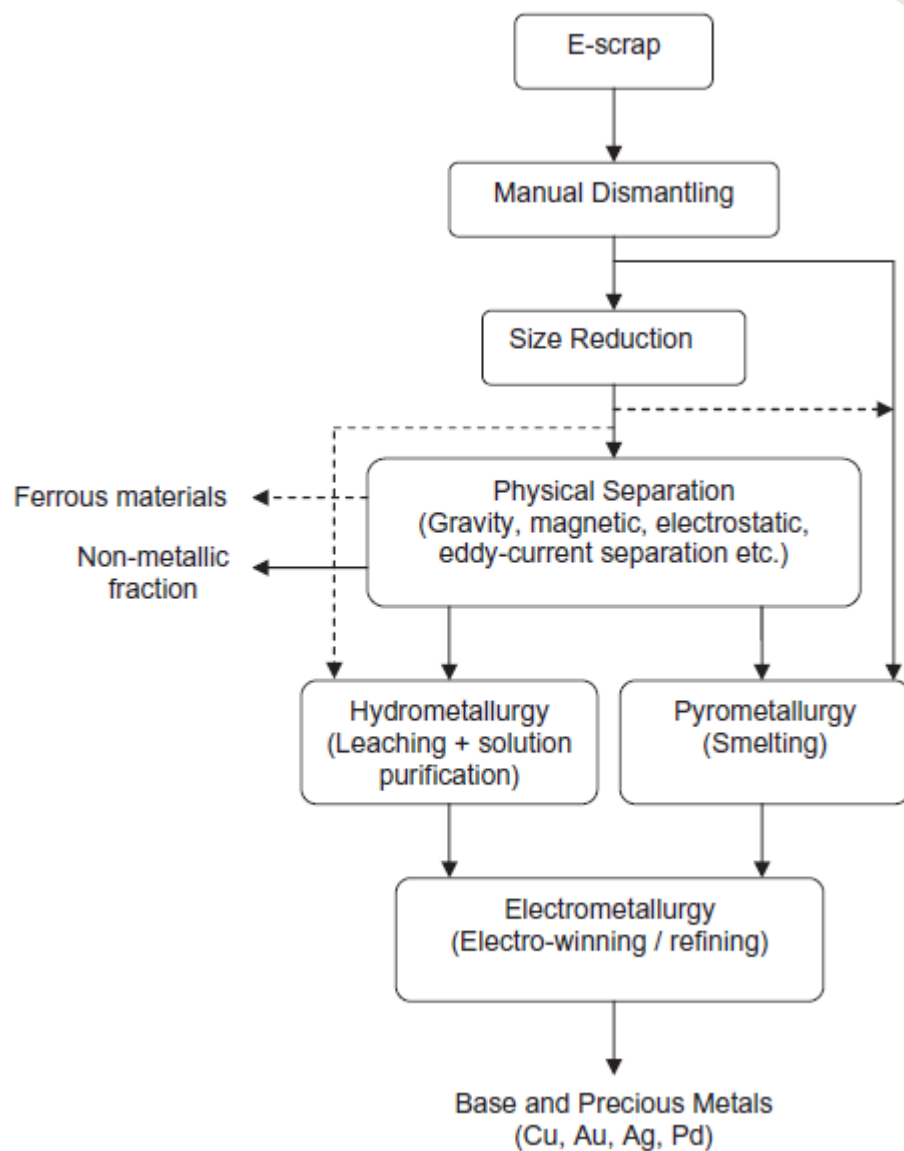 E-scrap
Manual Dismantling
Size Reduction
Physical Separation
(Gravity, magnetic, electrostatic,
eddy-current separation etc.)
Ferrous materials
Non-metallic
fraction
Hydrometallurgy
(Leaching + solution
purification)
Pyrometallurgy
(Smelting)
Electrometallurgy
(Electro-winning / refining)
Base and Precious Metals
(Cu, Au, Ag, Pd)